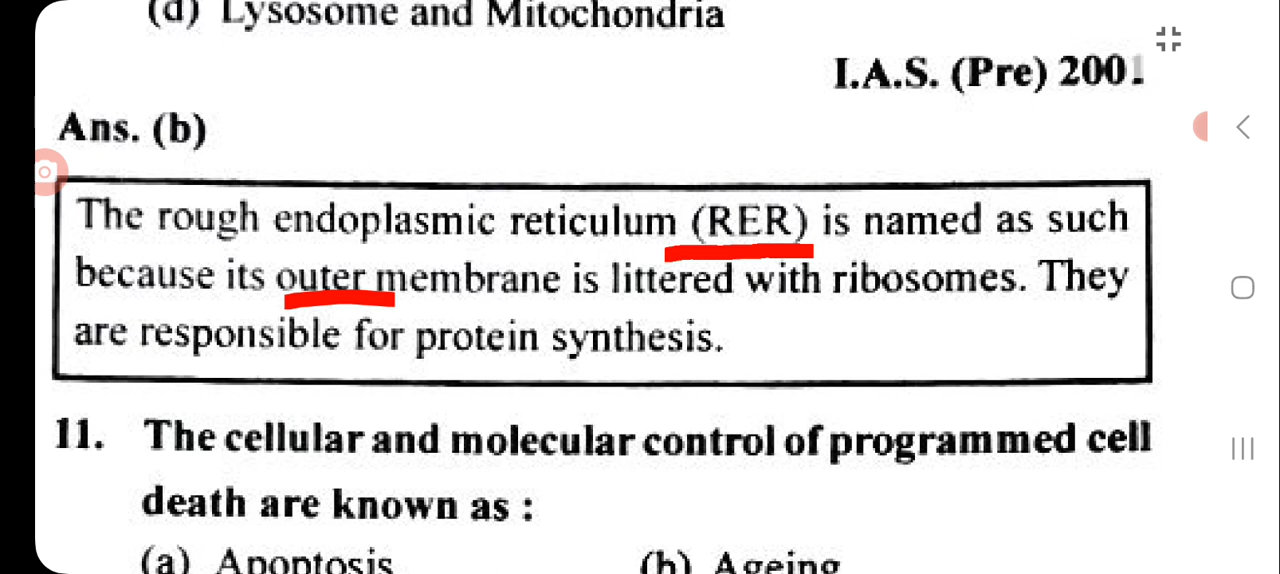 (d) Lysosome and Mitochondria
I.A.S. (Pre)
Ans. (b)
The rough endoplasmic reticulum (RER) is named as such
because its outer membrane is littered with ribosomes. They
are responsible for protein synthesis.
11. The cellular and molecular control of programmed cell
death are known as :
(a) Apoptosis (b) Ageing